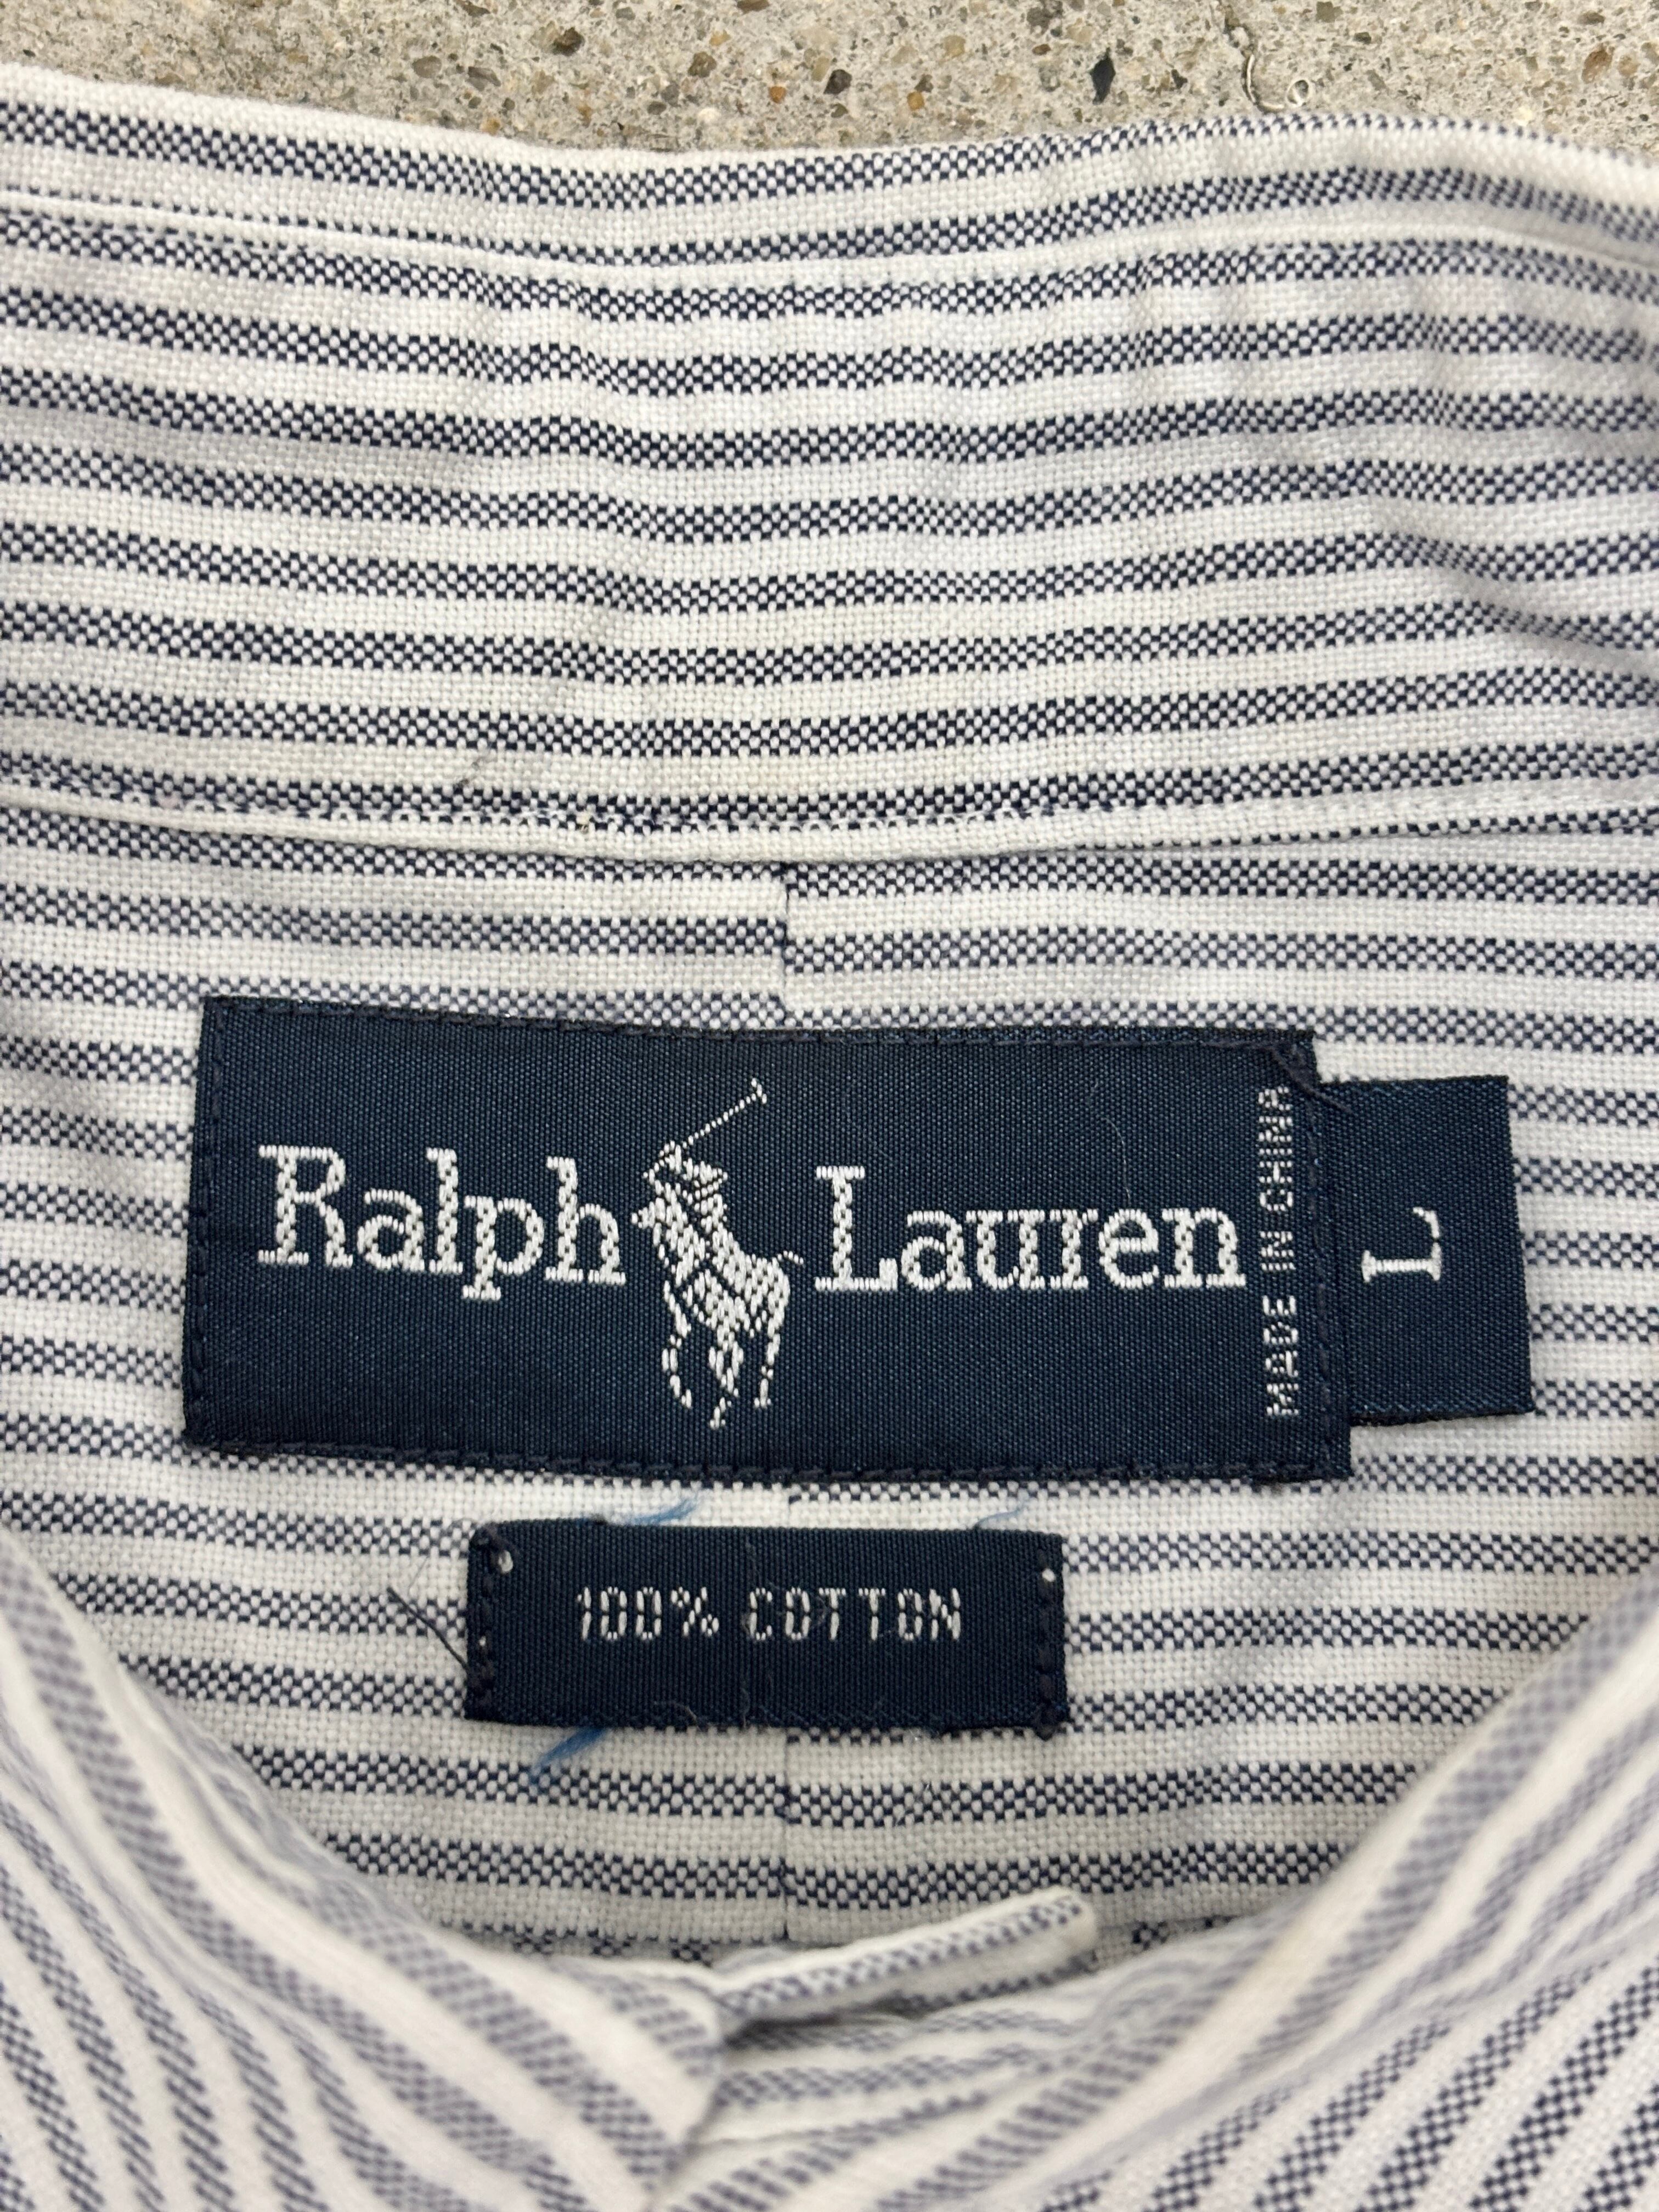 Ralph Lauren
MADE IN CHINA
L
100% COTTON